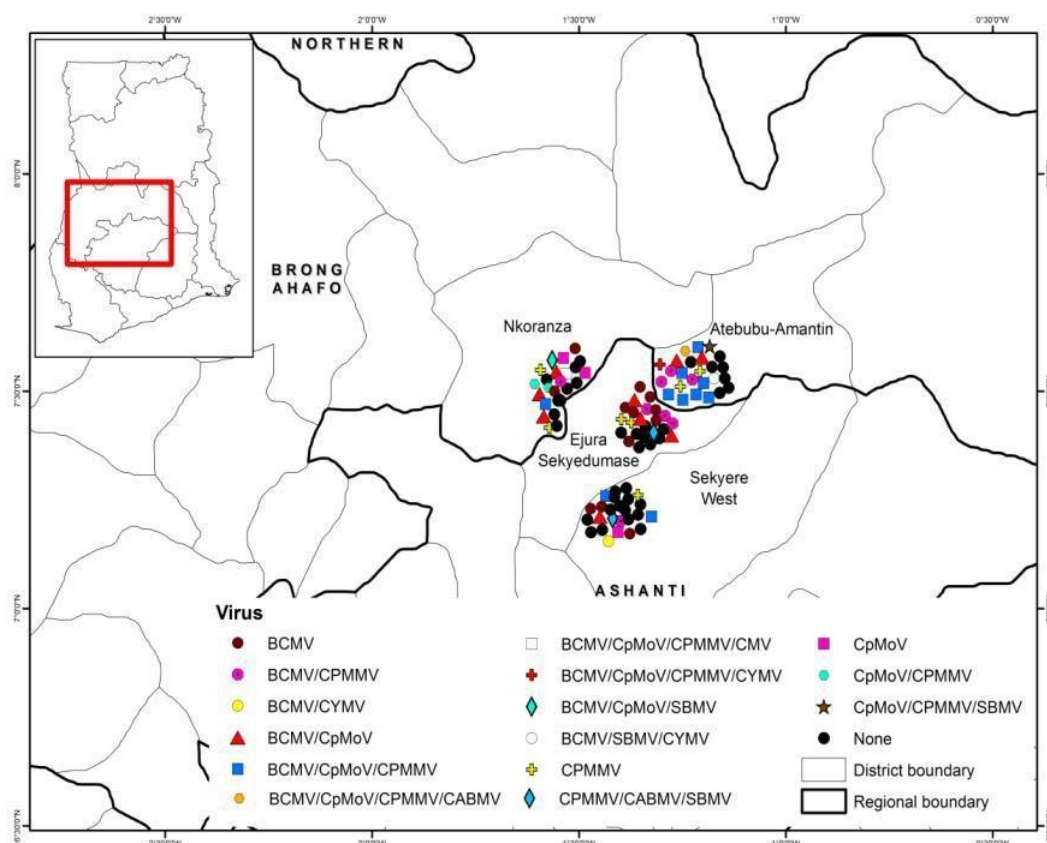 2°30'0"W 2°0'0"W 1°30'0"W 1°0'0"W 0°30'0"W
NORTHERN
8°0'0"N
BRONG
AHAFO
Nkoranza
Atebubu-Amantin
7°30'0"N
Ejura
Sekyedumase
Sekyere
West
ASHANTI
7°0'0"N
Virus
BCMV
BCMV/CPMMV
BCMV/CYMV
BCMV/CpMoV
BCMV/CpMoV/CPMMV
BCMV/CpMoV/CPMMV/CABMV
BCMV/CpMoV/CPMMV/CMV
BCMV/CpMoV/CPMMV/CYMV
BCMV/CpMoV/SBMV
BCMV/SBMV/CYMV
CPMMV
CPMMV/CABMV/SBMV
CpMoV
CpMoV/CPMMV
CpMoV/CPMMV/SBMV
None
District boundary
Regional boundary
6°30'0"N